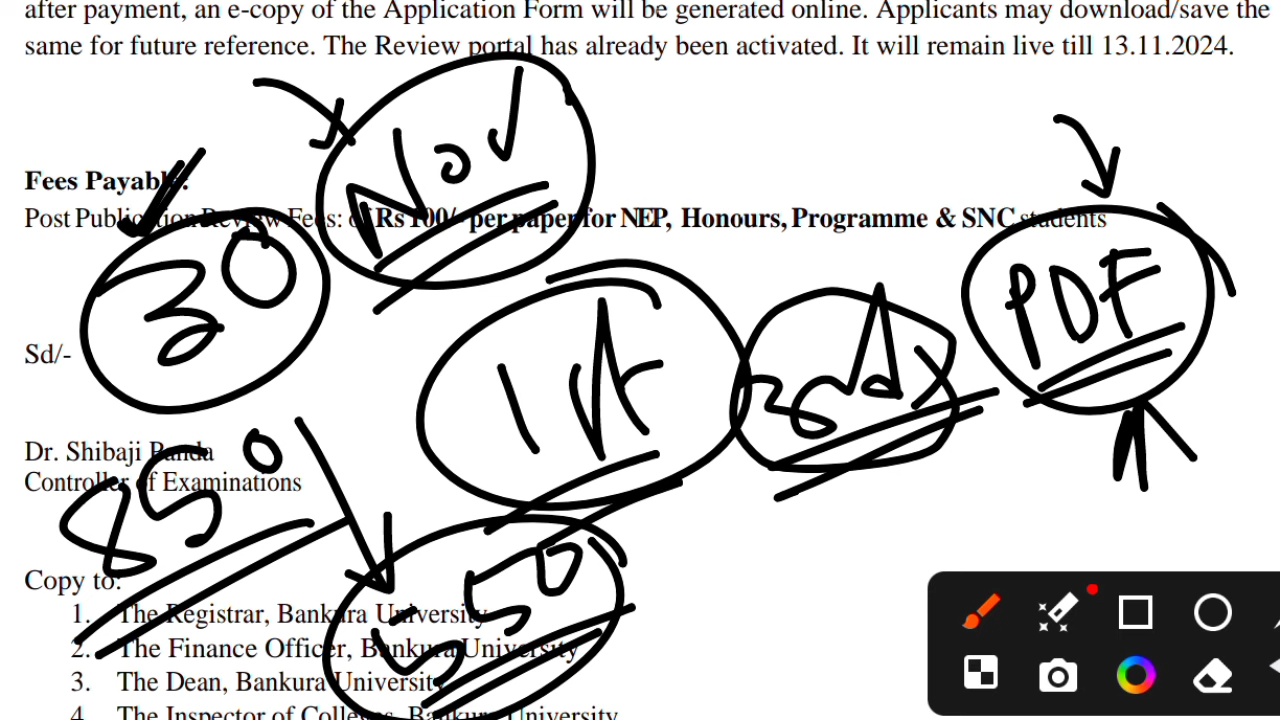 after payment, an e-copy of the Application Form will be generated online. Applicants may download/save the
same for future reference. The Review portal has already been activated. It will remain live till 13.11.2024.
Nov
Fees Payable:
Post Publication Review Fees: of Rs 100/- per paper for NEP, Honours, Programme & SNC students
30
PDF
1st
3rd
Sd/-
Dr. Shibaji Panda
Controller of Examinations
850
550
Copy to:
1. The Registrar, Bankura University
2. The Finance Officer, Bankura University
3. The Dean, Bankura University
4. The Inspector of Colleges, Bankura University